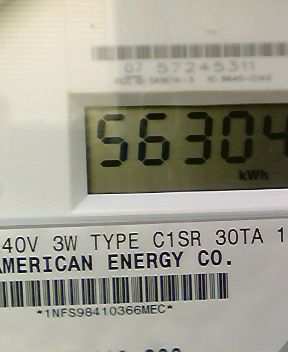 07 57245311
56304
kWh
40V 3W TYPE C1SR 30TA 1
AMERICAN ENERGY CO.
*1NFS98410366MEC*